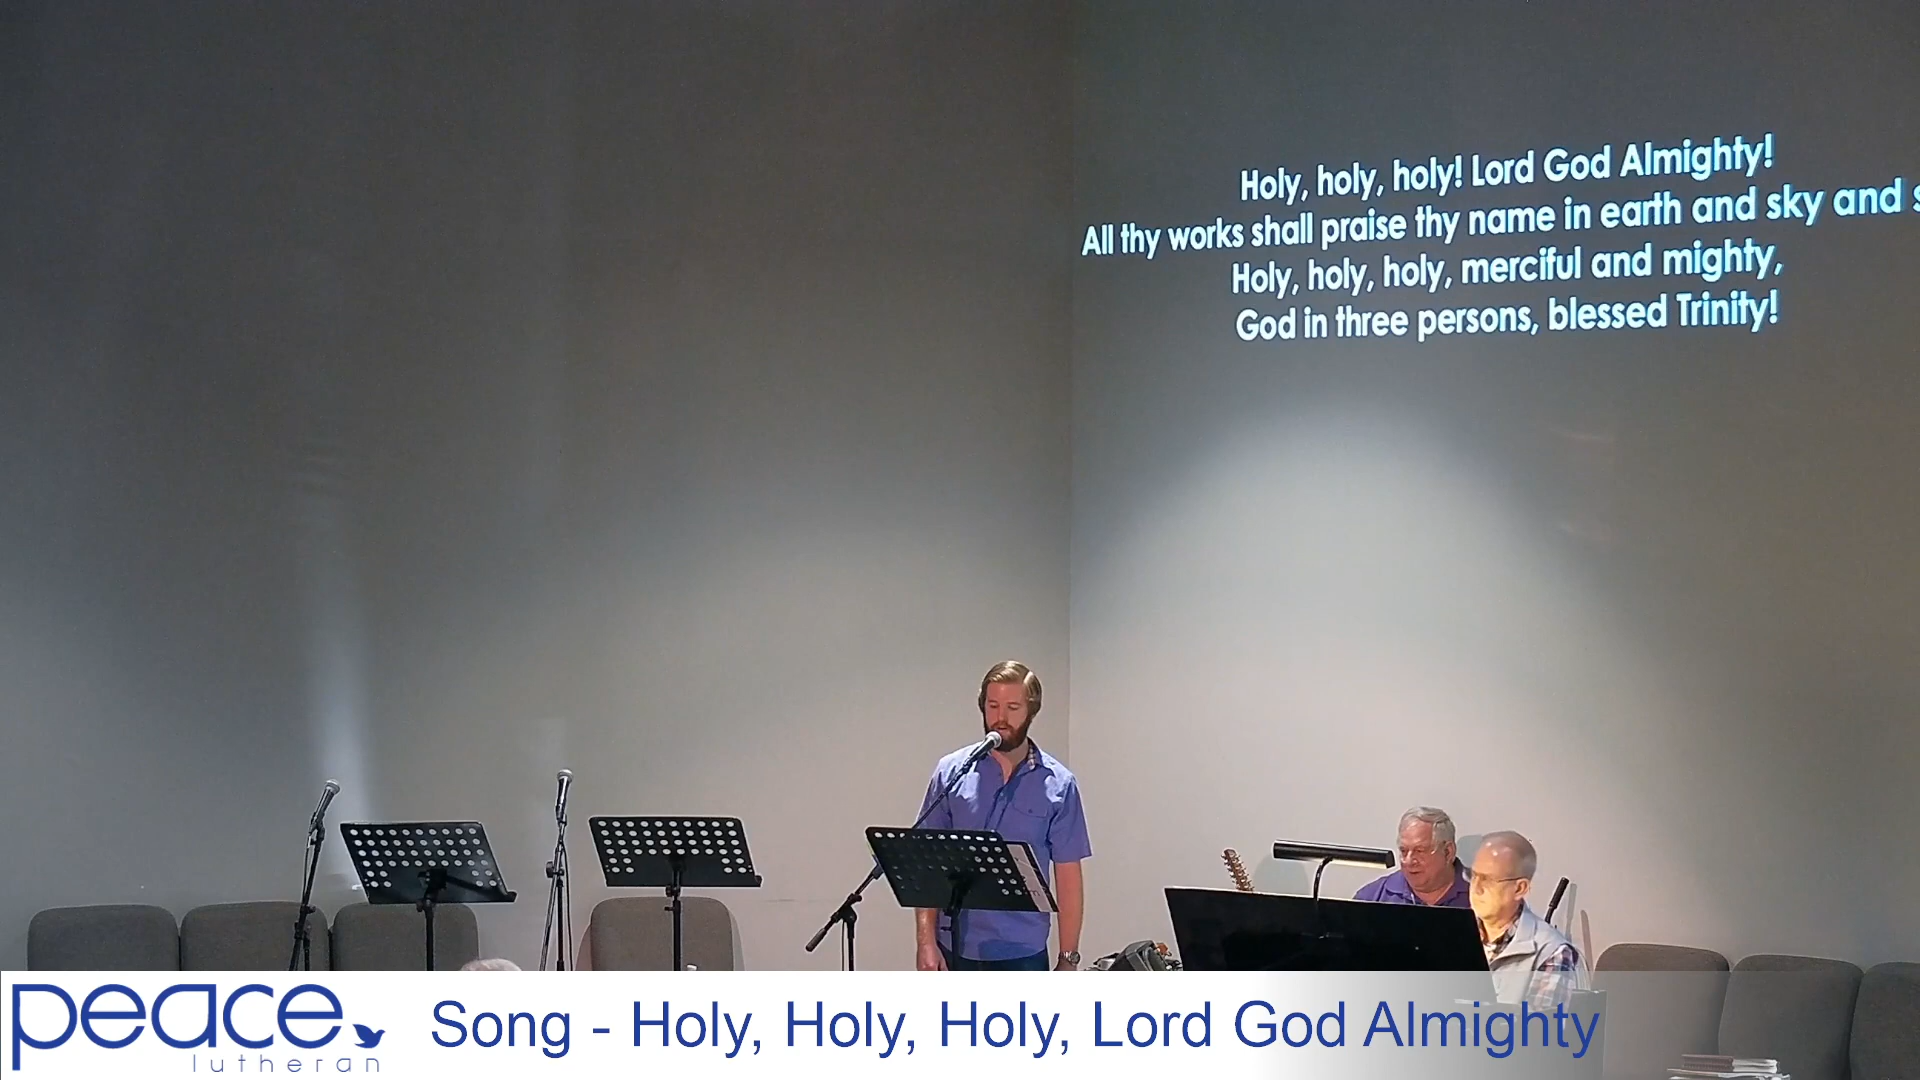 Holy, holy, holy! Lord God Almighty!
All thy works shall praise thy name in earth and sky and s
Holy, holy, holy, merciful and mighty,
God in three persons, blessed Trinity!
peace
lutheran
Song - Holy, Holy, Holy, Lord God Almighty